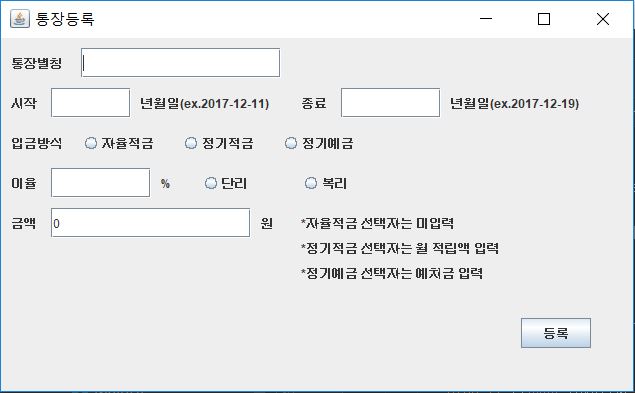 통장등록
통장별칭
시작 년월일(ex.2017-12-11) 종료 년월일(ex.2017-12-19)
입금방식 자율적금 정기적금 정기예금
이율 % 단리 복리
금액 0 원 *자율적금 선택자는 미입력
*정기적금 선택자는 월 적립액 입력
*정기예금 선택자는 예처금 입력
등록